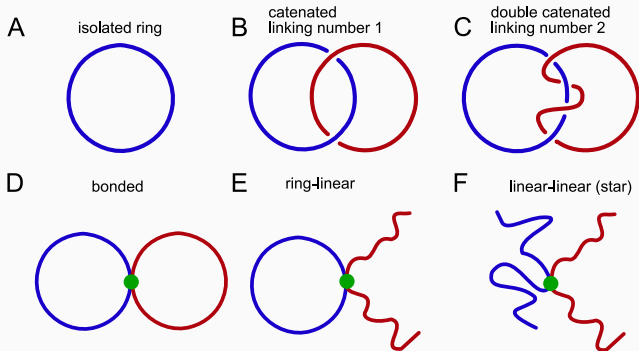 A
isolated ring
B
catenated
linking number 1
C
double catenated
linking number 2
D
bonded
E
ring-linear
F
linear-linear (star)